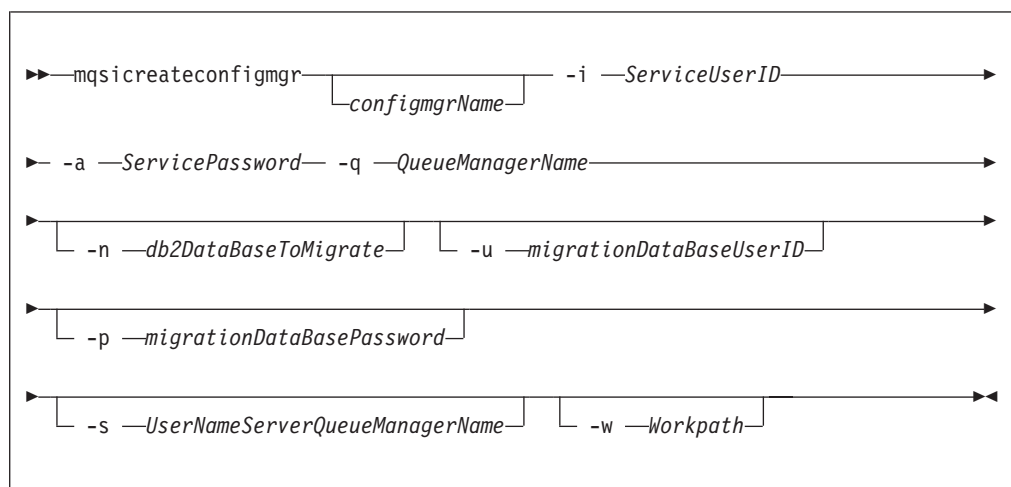 mqsicreateconfigmgr -i ServiceUserID
configmgrName
-a ServicePassword -q QueueManagerName
-n db2DataBaseToMigrate -u migrationDataBaseUserID
-p migrationDataBasePassword
-s UserNameServerQueueManagerName -w Workpath